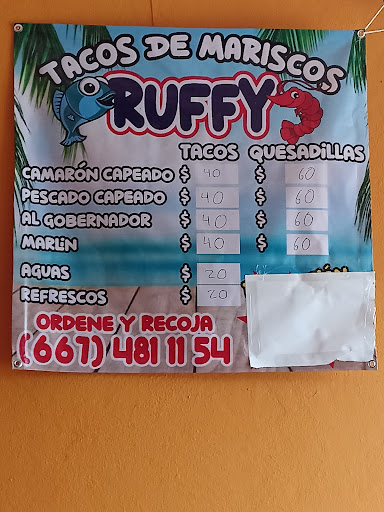 TACOS DE MARISCOS
RUFFY
TACOS QUESADILLAS
CAMARÓN CAPEADO $ 40 $ 60
PESCADO CAPEADO $ 40 $ 60
AL GOBERNADOR $ 40 $ 60
MARLIN $ 40 $ 60
AGUAS $ 20
REFRESCOS $ 20
ORDENE Y RECOJA
(667) 481 11 54